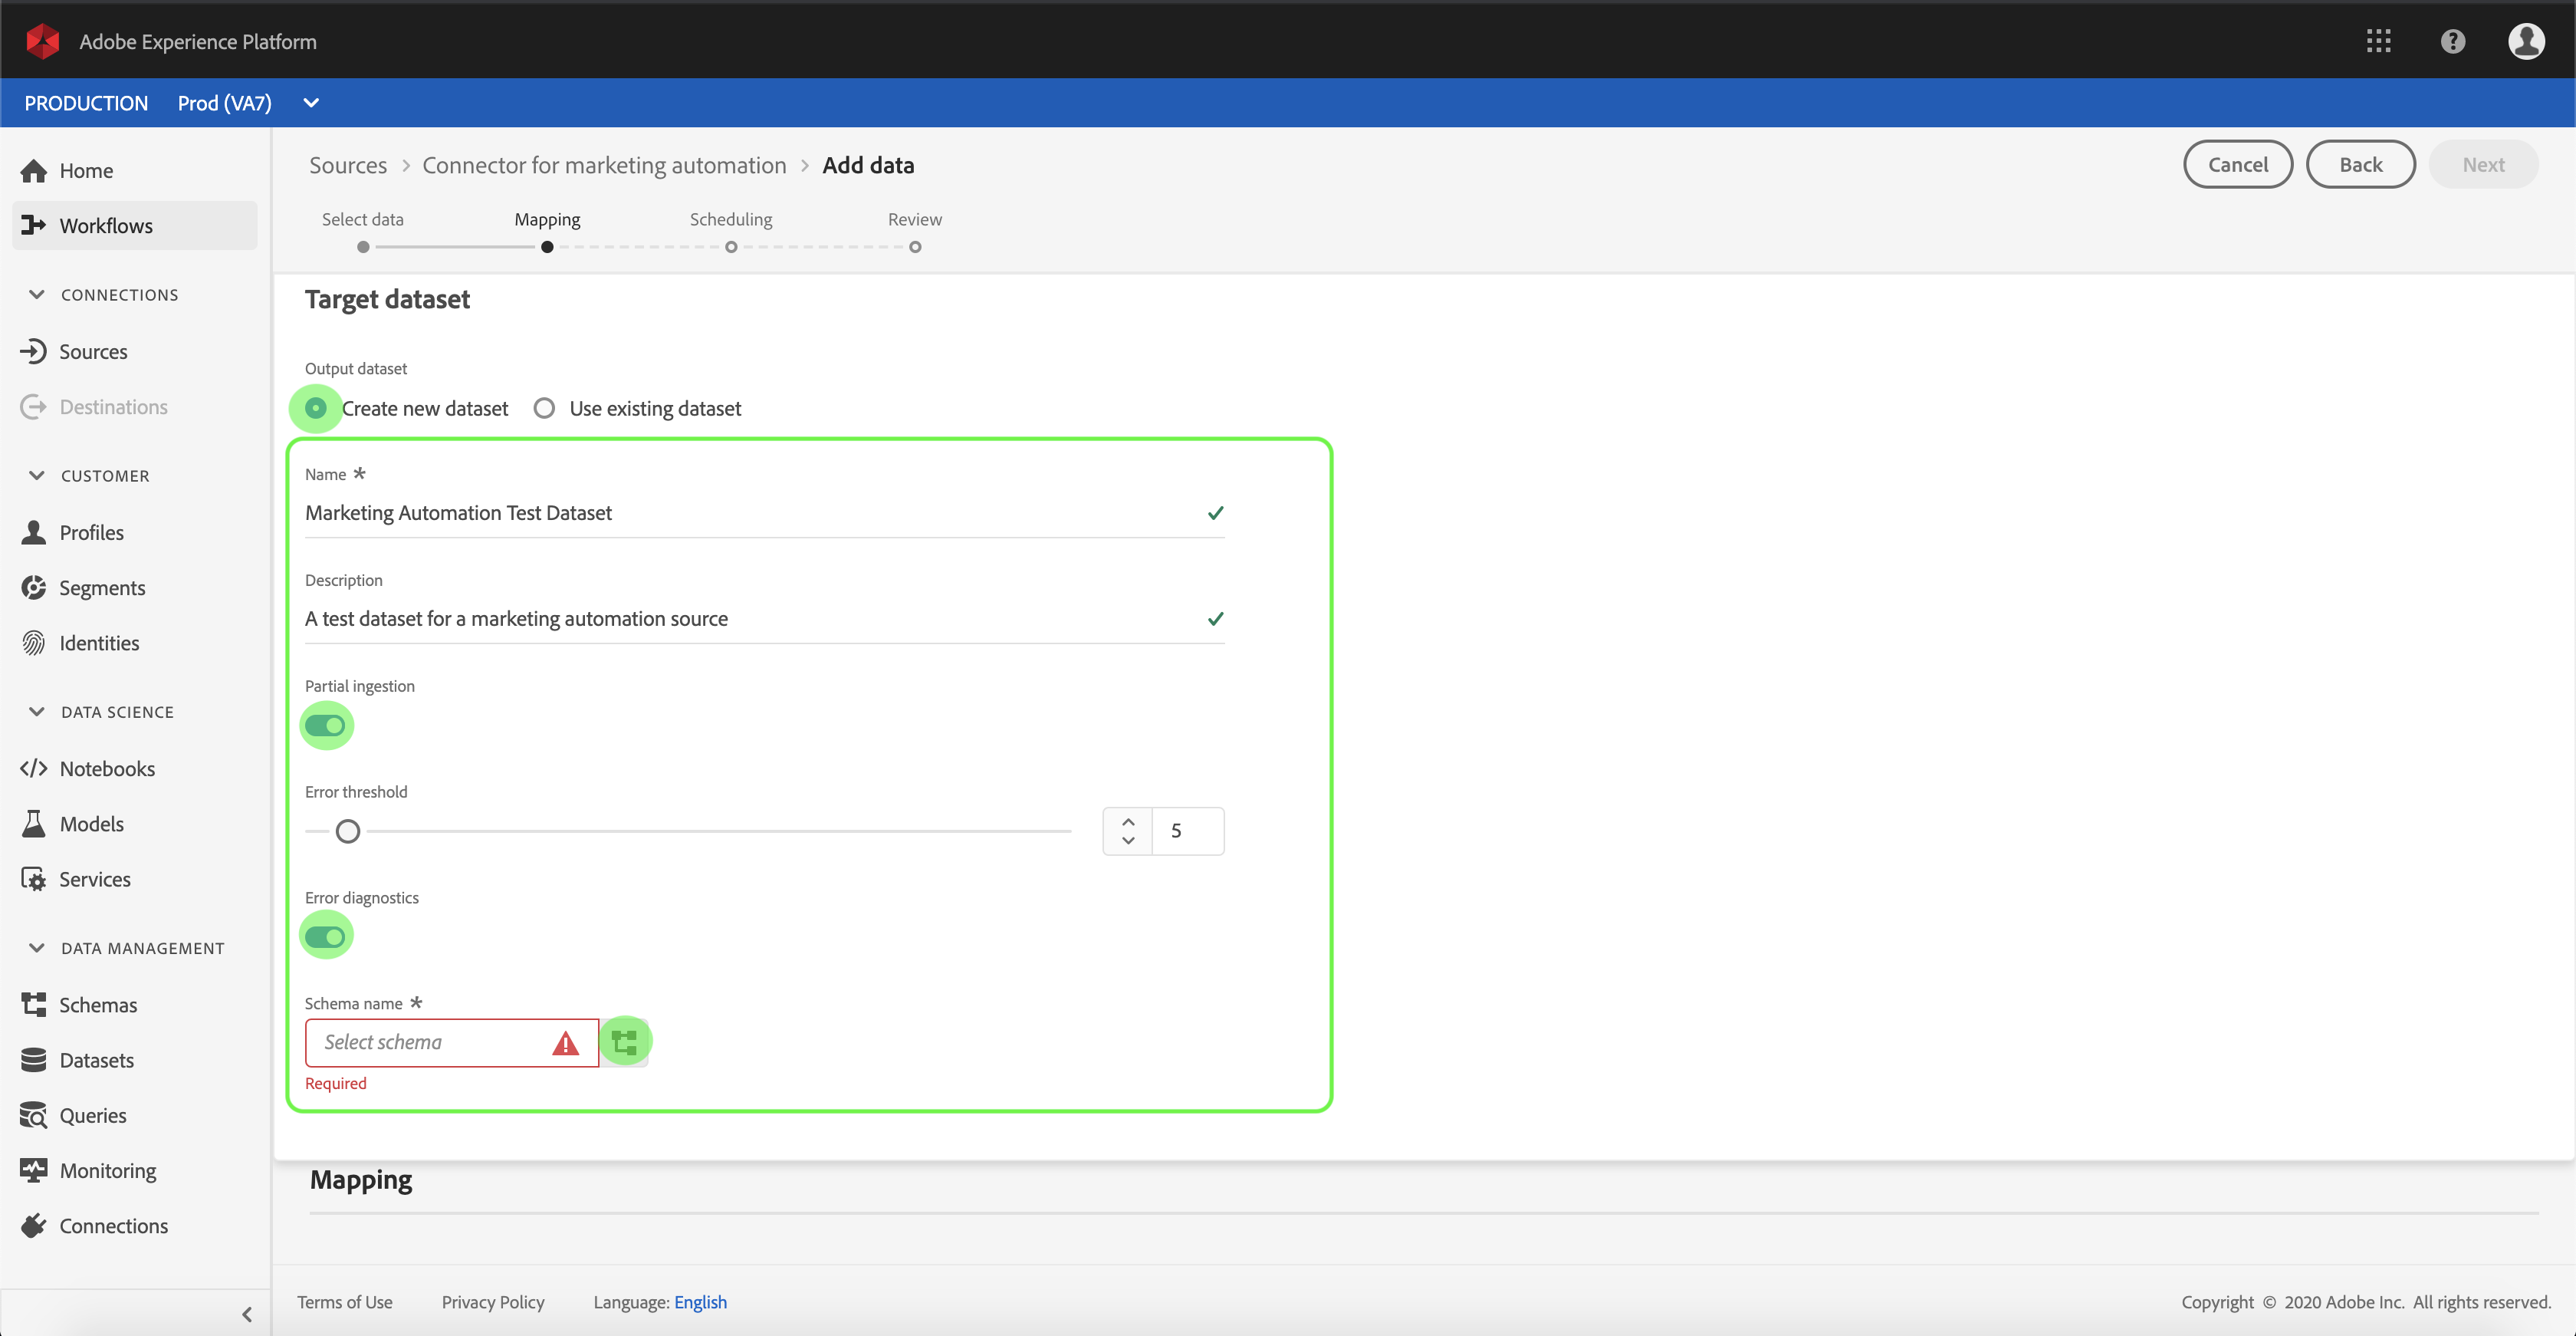 Adobe Experience Platform
PRODUCTION Prod (VA7)
Home
Workflows
CONNECTIONS
Sources
Destinations
CUSTOMER
Profiles
Segments
Identities
DATA SCIENCE
Notebooks
Models
Services
DATA MANAGEMENT
Schemas
Datasets
Queries
Monitoring
Connections
Sources > Connector for marketing automation > Add data
Cancel Back Next
Select data Mapping Scheduling Review
Target dataset
Output dataset
Create new dataset Use existing dataset
Name *
Marketing Automation Test Dataset
Description
A test dataset for a marketing automation source
Partial ingestion
Error threshold
5
Error diagnostics
Schema name *
Select schema
Required
Mapping
Terms of Use Privacy Policy Language: English Copyright © 2020 Adobe Inc. All rights reserved.